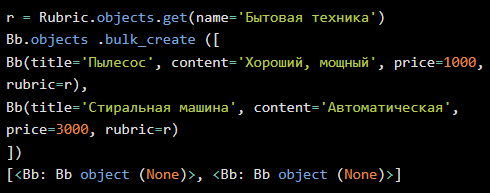 r = Rubric.objects.get(name='Бытовая техника')
Bb.objects .bulk_create ([
Bb(title='Пылесос', content='Хороший, мощный', price=1000,
rubric=r),
Bb(title='Стиральная машина', content='Автоматическая',
price=3000, rubric=r)
])
[<Bb: Bb object (None)>, <Bb: Bb object (None)>]